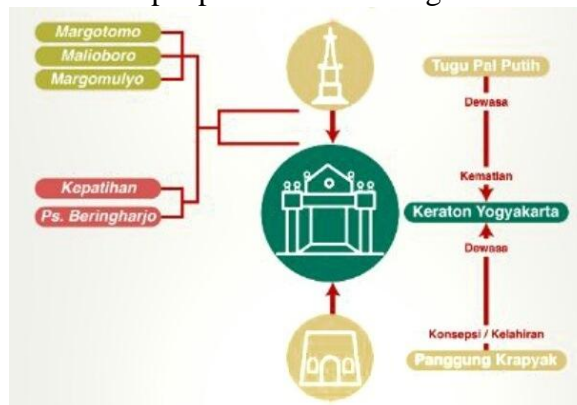 Margotomo
Malioboro
Margomulyo
Kepatihan
Ps. Beringharjo
Tugu Pal Putih
Dewasa
Kematian
Keraton Yogyakarta
Dewasa
Konsepsi / Kelahiran
Panggung Krapyak